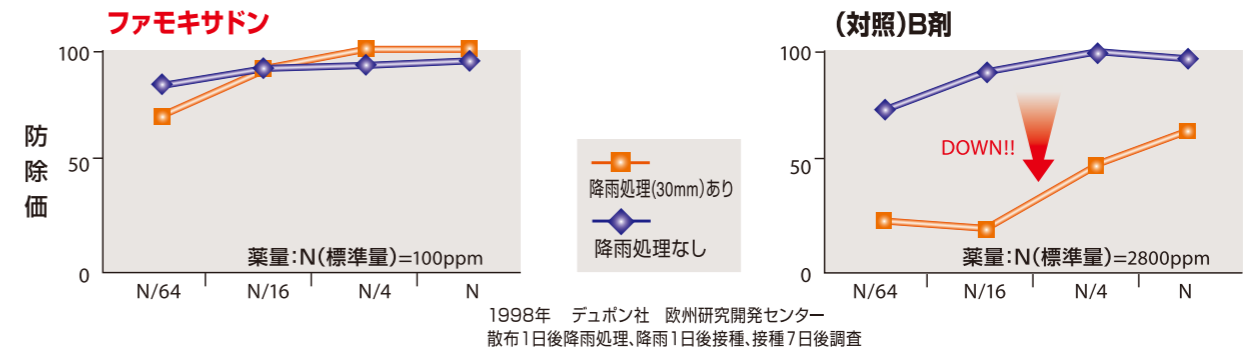 ファモキサドン
100
50
0
防除価
薬量:N(標準量)=100ppm
N/64 N/16 N/4 N
降雨処理(30mm)あり
降雨処理なし
(対照)B剤
100
50
0
DOWN!!
薬量:N(標準量)=2800ppm
N/64 N/16 N/4 N
1998年 デュポン社 欧州研究開発センター
散布1日後降雨処理、降雨1日後接種、接種7日後調査